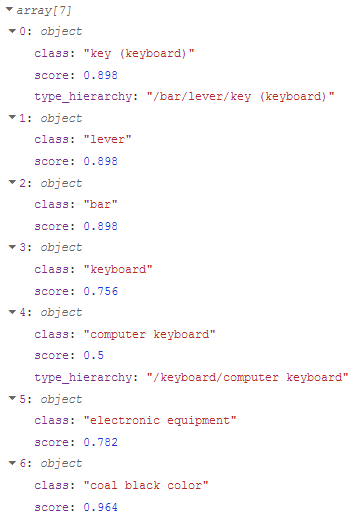 array[7]
0: object
class: "key (keyboard)"
score: 0.898
type_hierarchy: "/bar/lever/key (keyboard)"
1: object
class: "lever"
score: 0.898
2: object
class: "bar"
score: 0.898
3: object
class: "keyboard"
score: 0.756
4: object
class: "computer keyboard"
score: 0.5
type_hierarchy: "/keyboard/computer keyboard"
5: object
class: "electronic equipment"
score: 0.782
6: object
class: "coal black color"
score: 0.964